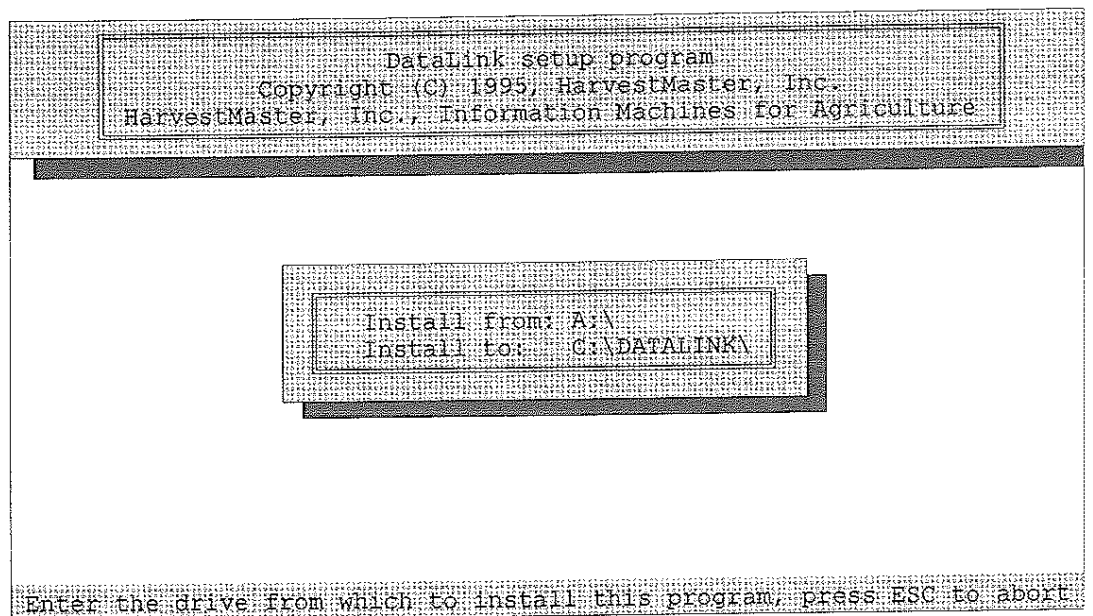 DataLink setup program
Copyright (C) 1995, HarvestMaster, Inc.
HarvestMaster, Inc., Information Machines for Agriculture
Install from: A:\
Install to: C:\DATALINK\
Enter the drive from which to install this program, press ESC to abort